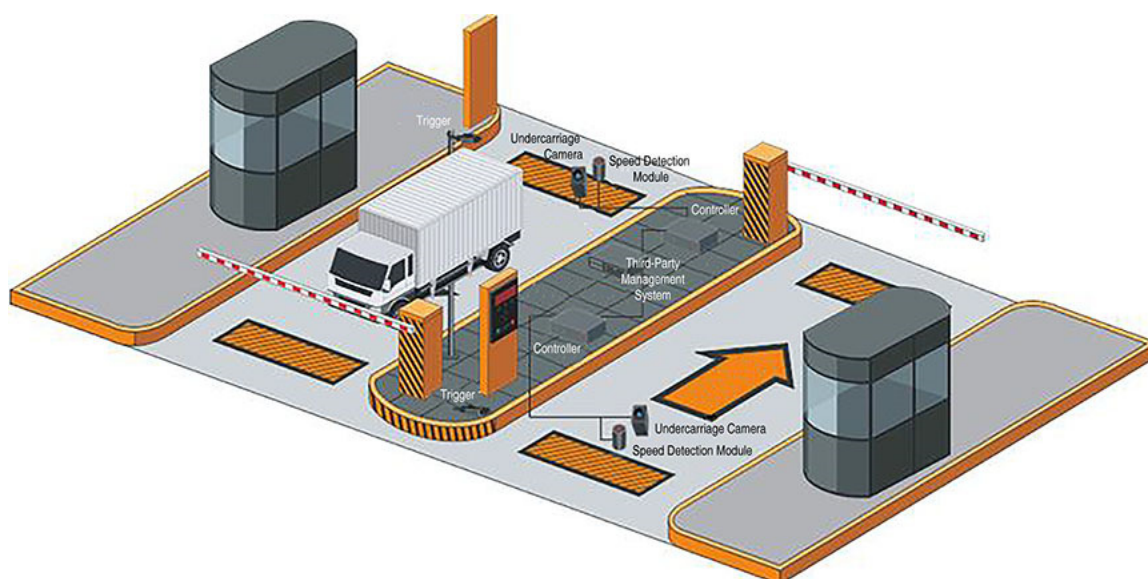 Trigger
Undercarriage
Camera
Speed Detection
Module
Controller
Third-Party
Management
System
Controller
Trigger
Undercarriage Camera
Speed Detection Module